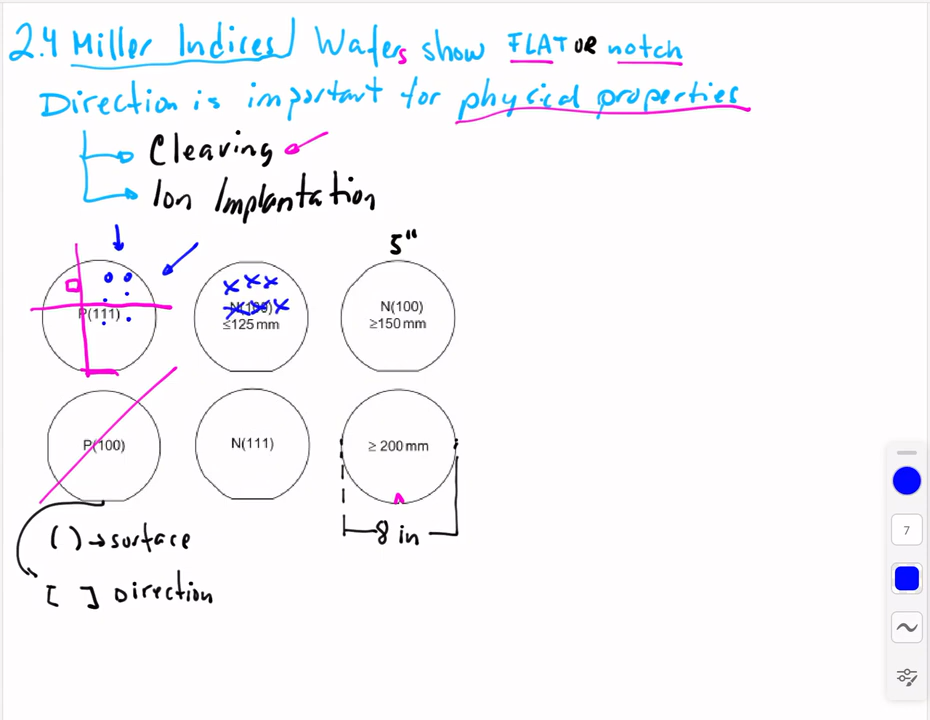 2.4 Miller Indices Wafers show FLAT OR notch
Direction is important for physical properties
Cleaving
Ion Implantation
5"
P(111)
N(100)
≤125 mm
N(100)
≥150 mm
P(100)
N(111)
≥ 200 mm
8 in
( ) → surface
[ ] Direction
7